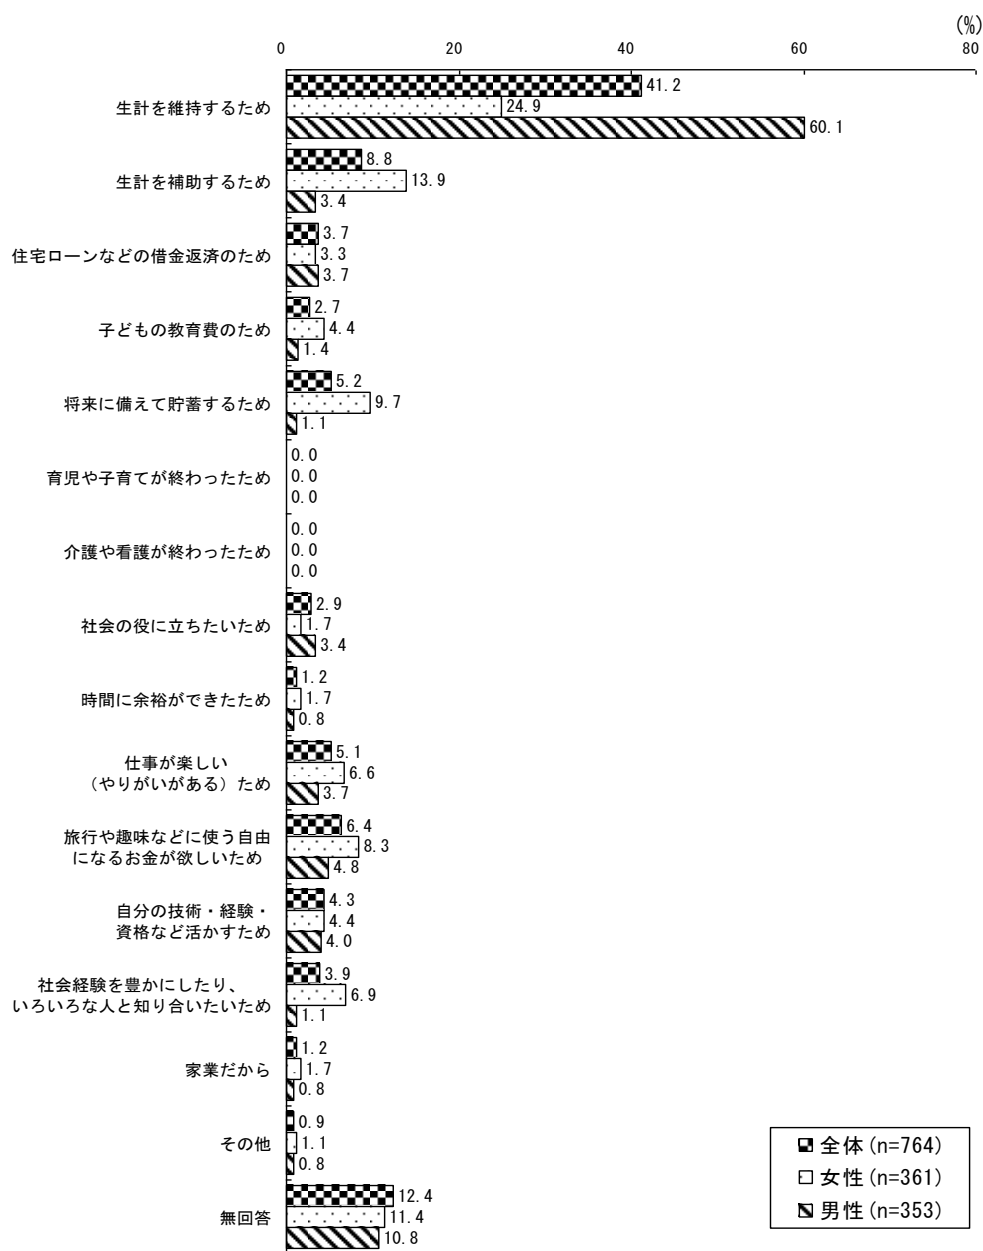 (%)
0 20 40 60 80
生計を維持するため
41.2
24.9
60.1
生計を補助するため
8.8
13.9
3.4
住宅ローンなどの借金返済のため
3.7
3.3
3.7
子どもの教育費のため
2.7
4.4
1.4
将来に備えて貯蓄するため
5.2
9.7
1.1
育児や子育てが終わったため
0.0
0.0
0.0
介護や看護が終わったため
0.0
0.0
0.0
社会の役に立ちたいため
2.9
1.7
3.4
時間に余裕ができたため
1.2
1.7
0.8
仕事が楽しい
（やりがいがある）ため
5.1
6.6
3.7
旅行や趣味などに使う自由
になるお金が欲しいため
6.4
8.3
4.8
自分の技術・経験・
資格など活かすため
4.3
4.4
4.0
社会経験を豊かにしたり、
いろいろな人と知り合いたいため
3.9
6.9
1.1
家業だから
1.2
1.7
0.8
その他
0.9
1.1
0.8
無回答
12.4
11.4
10.8
全体(n=764)
女性(n=361)
男性(n=353)